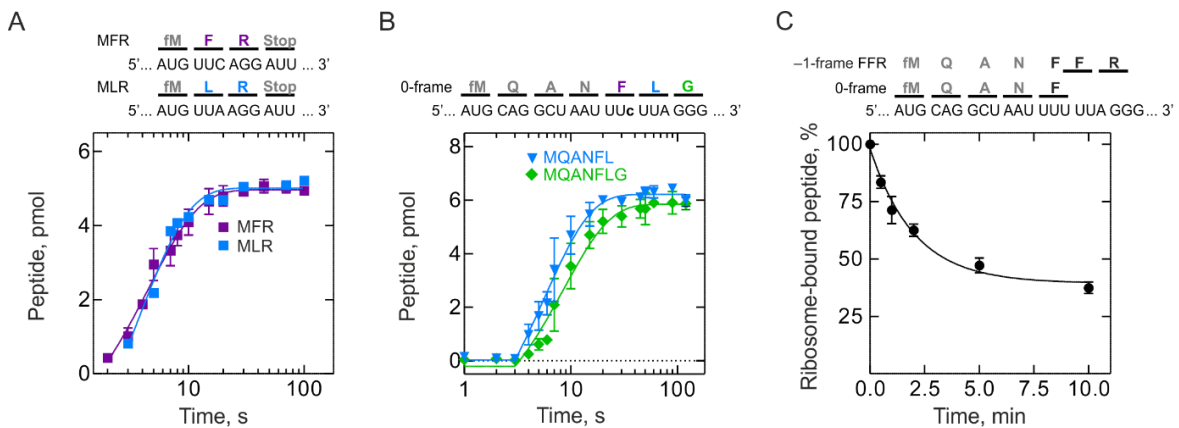 A
MFR fM F R Stop
5'... AUG UUC AGG AUU ... 3'
MLR fM L R Stop
5'... AUG UUA AGG AUU ... 3'
Peptide, pmol
6
4
2
0
MFR
MLR
10 100
Time, s
B
0-frame fM Q A N F L G
5'... AUG CAG GCU AAU UUc UUA GGG ... 3'
Peptide, pmol
8
6
4
2
0
MQANFL
MQANFLG
1 10 100
Time, s
C
–1-frame FFR fM Q A N F F R
0-frame fM Q A N F
5'... AUG CAG GCU AAU UUU UUA GGG ... 3'
Ribosome-bound peptide, %
100
75
50
25
0.0 2.5 5.0 7.5 10.0
Time, min